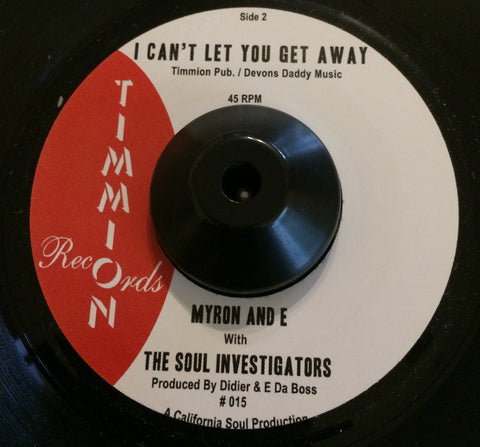 Side 2
I CAN'T LET YOU GET AWAY
Timmion Pub. / Devons Daddy Music
45 RPM
TIMMION
Records
MYRON AND E
With
THE SOUL INVESTIGATORS
Produced By Didier & E Da Boss
# 015
A California Soul Production